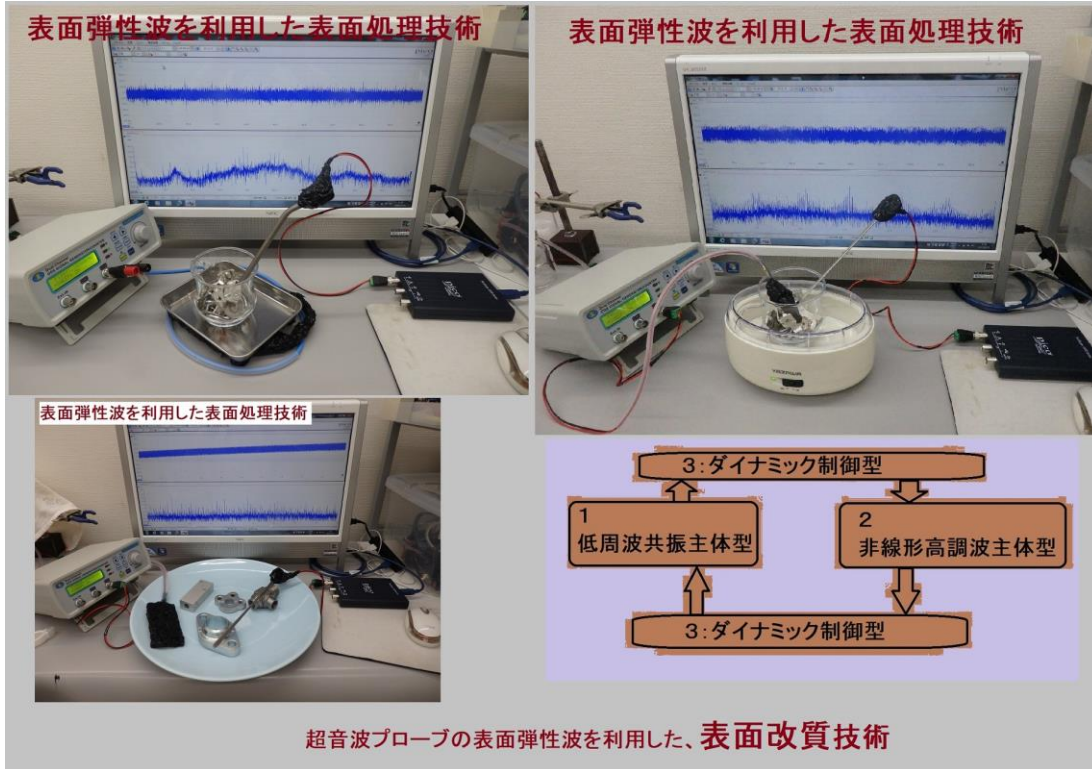 表面弾性波を利用した表面処理技術
表面弾性波を利用した表面処理技術
表面弾性波を利用した表面処理技術
3:ダイナミック制御型
1
低周波共振主体型
2
非線形高調波主体型
3:ダイナミック制御型
超音波プローブの表面弾性波を利用した、表面改質技術